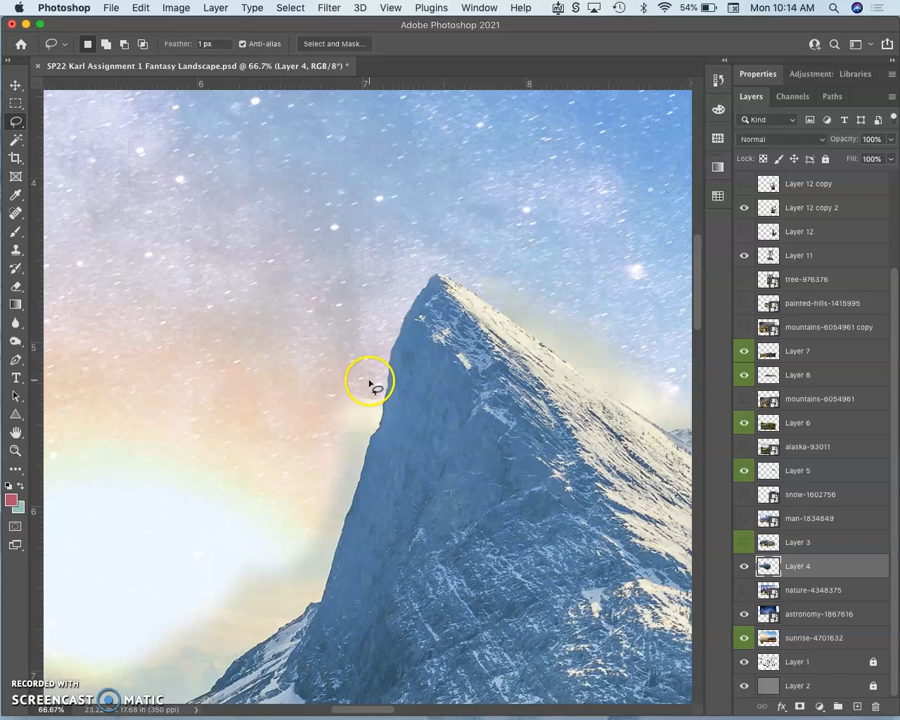 Photoshop File Edit Image Layer Type Select Filter 3D View Plugins Window Help 54% Mon 10:14 AM
Adobe Photoshop 2021
Feather: 1 px Anti-alias Select and Mask...
× SP22 Karl Assignment 1 Fantasy Landscape.psd @ 66.7% (Layer 4, RGB/8*) *
Properties Adjustment: Libraries
6 7 8
Layers Channels Paths
Kind
Normal Opacity: 100%
Lock: Fill: 100%
4
Layer 12 copy
Layer 12 copy 2
Layer 12
Layer 11
tree-976376
painted-hills-1415995
mountains-6054961 copy
5
Layer 7
Layer 8
mountains-6054961
Layer 6
alaska-93011
Layer 5
snow-1602756
6
man-1834849
Layer 3
Layer 4
nature-4348375
astronomy-1867616
sunrise-4701632
Layer 1
7
RECORDED WITH
Layer 2
SCREENCAST MATIC
66.67%